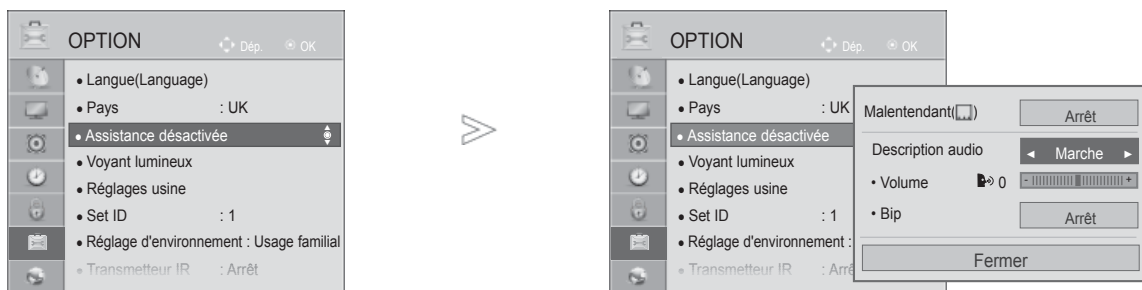 OPTION
Dép. OK
• Langue(Language)
• Pays : UK
• Assistance désactivée
• Voyant lumineux
• Réglages usine
• Set ID : 1
• Réglage d'environnement : Usage familial
• Transmetteur IR : Arrêt
OPTION
Dép. OK
• Langue(Language)
• Pays : UK
• Assistance désactivée
• Voyant lumineux
• Réglages usine
• Set ID : 1
• Réglage d'environnement :
• Transmetteur IR : Arrê
Malentendant( ) Arrêt
Description audio ◄ Marche ►
• Volume 0 - +
• Bip Arrêt
Fermer